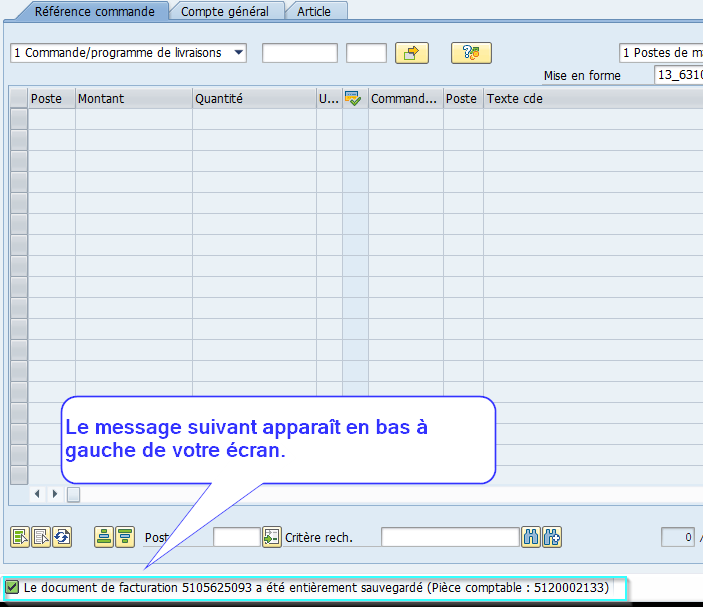 Référence commande Compte général Article
1 Commande/programme de livraisons 1 Postes de ma
Mise en forme 13_6310
Poste Montant Quantité U... Command... Poste Texte cde
Le message suivant apparaît en bas à
gauche de votre écran.
Post Critère rech. 0 /
Le document de facturation 5105625093 a été entièrement sauvegardé (Pièce comptable : 5120002133)